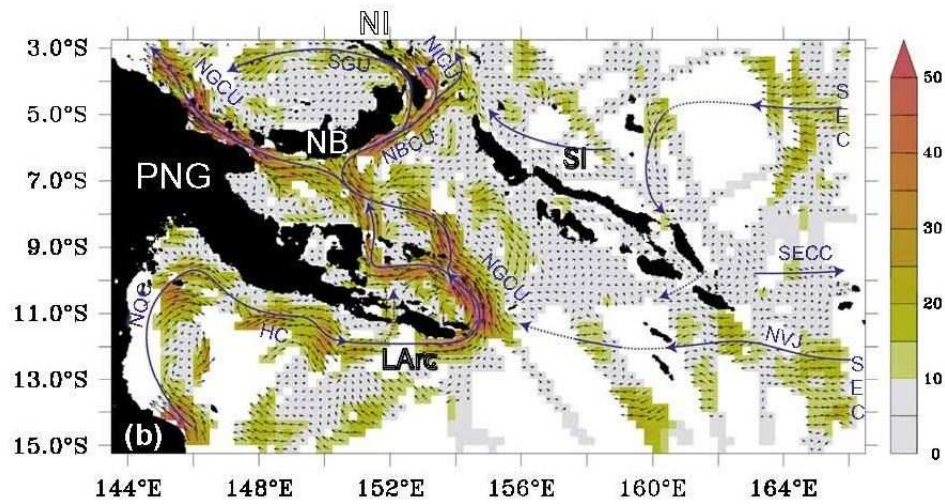 NI
3.0°S
5.0°S
7.0°S
9.0°S
11.0°S
13.0°S
15.0°S
NGCU
SGU
NICU
NB
NBCU
PNG
SI
S
E
C
SECC
NGCU
NQC
HC
LArc
NVJ
S
E
C
(b)
144°E
148°E
152°E
156°E
160°E
164°E
50
40
30
20
10
0